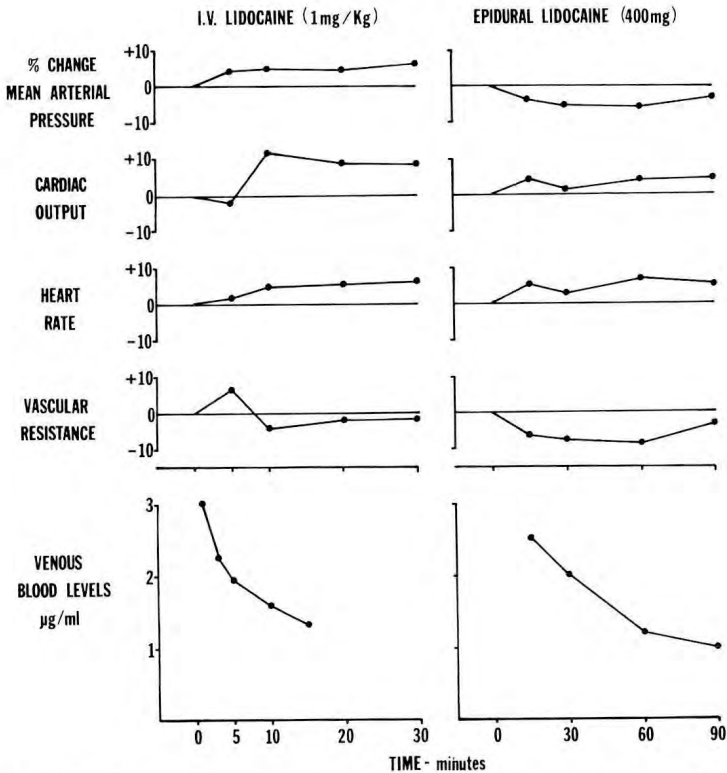 I.V. LIDOCAINE (1mg/Kg)
EPIDURAL LIDOCAINE (400mg)
% CHANGE
MEAN ARTERIAL
PRESSURE
+10
0
-10
CARDIAC
OUTPUT
+10
0
-10
HEART
RATE
+10
0
-10
VASCULAR
RESISTANCE
+10
0
-10
VENOUS
BLOOD LEVELS
µg/ml
3
2
1
0 5 10 20 30
0 30 60 90
TIME - minutes